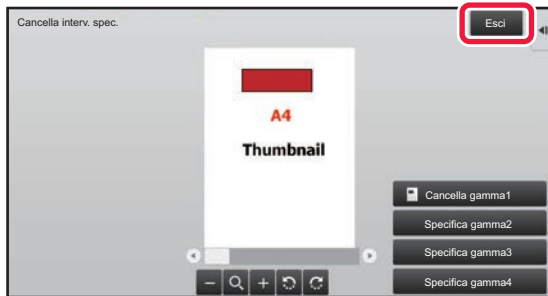 Cancella interv. spec.
Esci
A4
Thumbnail
Cancella gamma1
Specifica gamma2
Specifica gamma3
Specifica gamma4